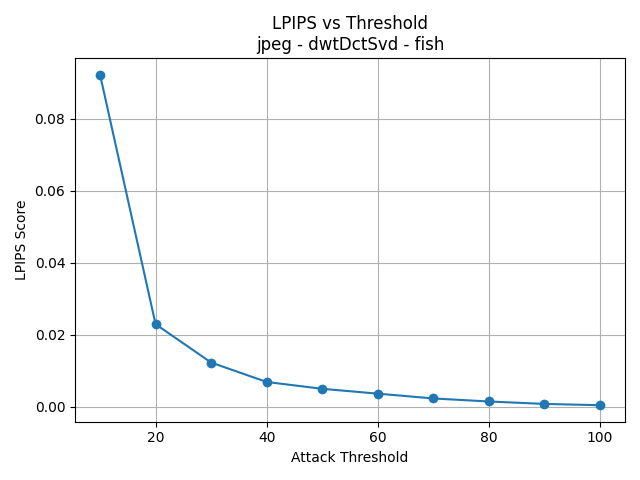 LPIPS vs Threshold
jpeg - dwtDctSvd - fish
0.08
0.06
0.04
0.02
0.00
LPIPS Score
20 40 60 80 100
Attack Threshold